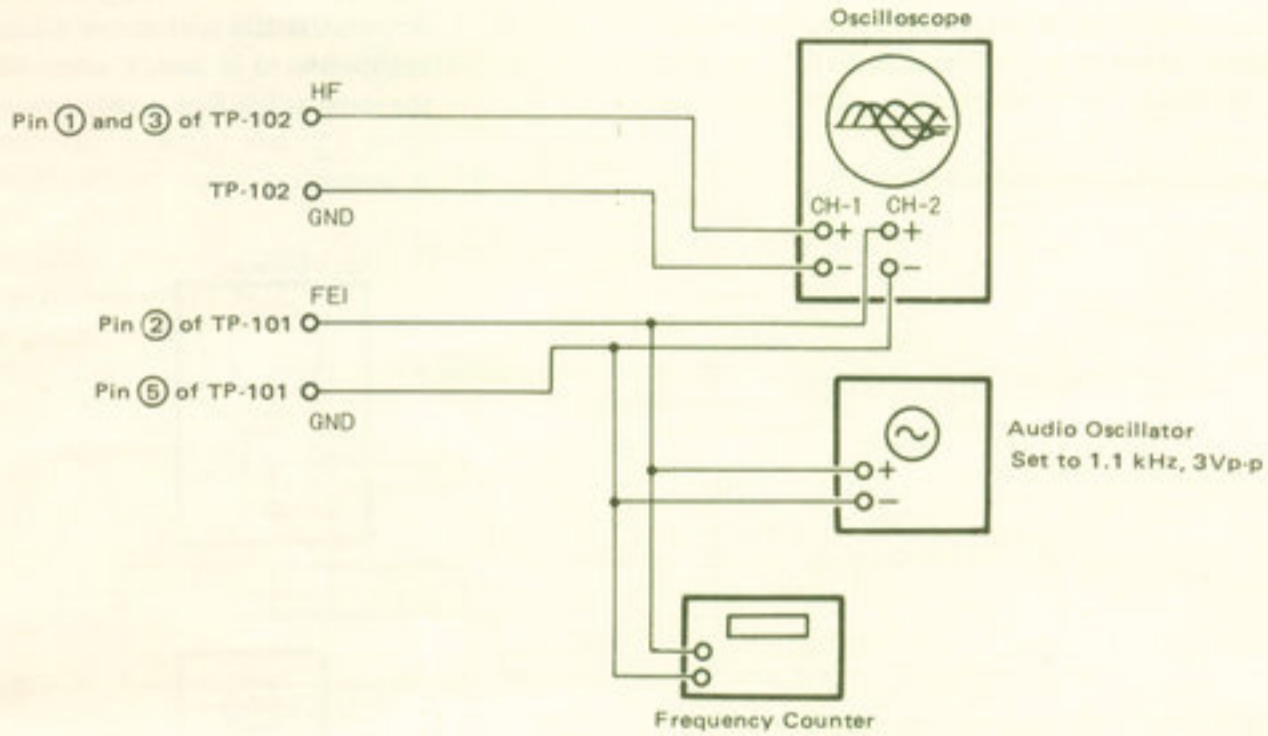 Oscilloscope
HF
Pin ① and ③ of TP-102
TP-102
GND
CH-1 CH-2
+ +
− −
FEI
Pin ② of TP-101
Pin ⑤ of TP-101
GND
Audio Oscillator
Set to 1.1 kHz, 3Vp-p
+
−
Frequency Counter